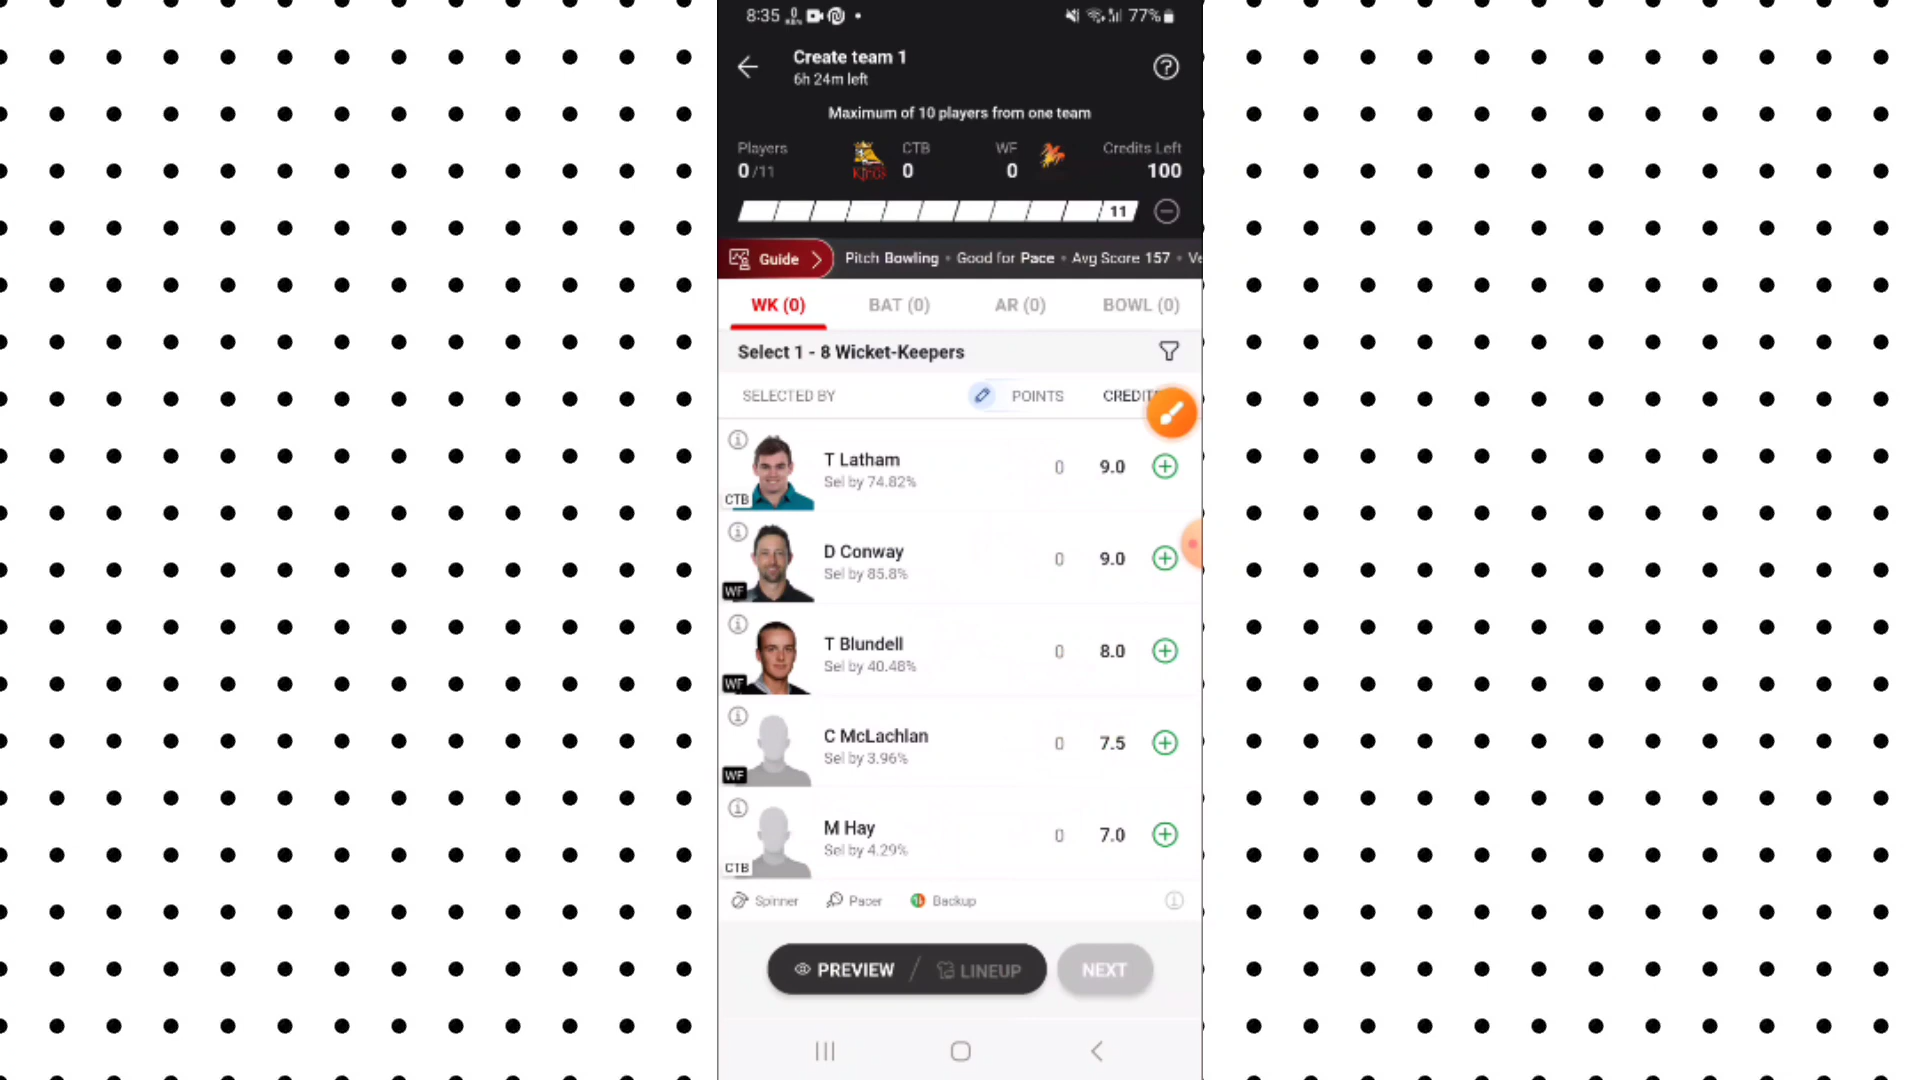 8:35 77%
Create team 1
6h 24m left
Maximum of 10 players from one team
Players CTB WF Credits Left
0/11 Kings 0 0 100
11
Guide Pitch Bowling • Good for Pace • Avg Score 157 • Ve
WK (0) BAT (0) AR (0) BOWL (0)
Select 1 - 8 Wicket-Keepers
SELECTED BY POINTS CREDIT
T Latham 0 9.0
Sel by 74.82%
CTB
D Conway 0 9.0
Sel by 85.8%
WF
T Blundell 0 8.0
Sel by 40.48%
WF
C McLachlan 0 7.5
Sel by 3.96%
WF
M Hay 0 7.0
Sel by 4.29%
CTB
Spinner Pacer Backup
PREVIEW / LINEUP NEXT